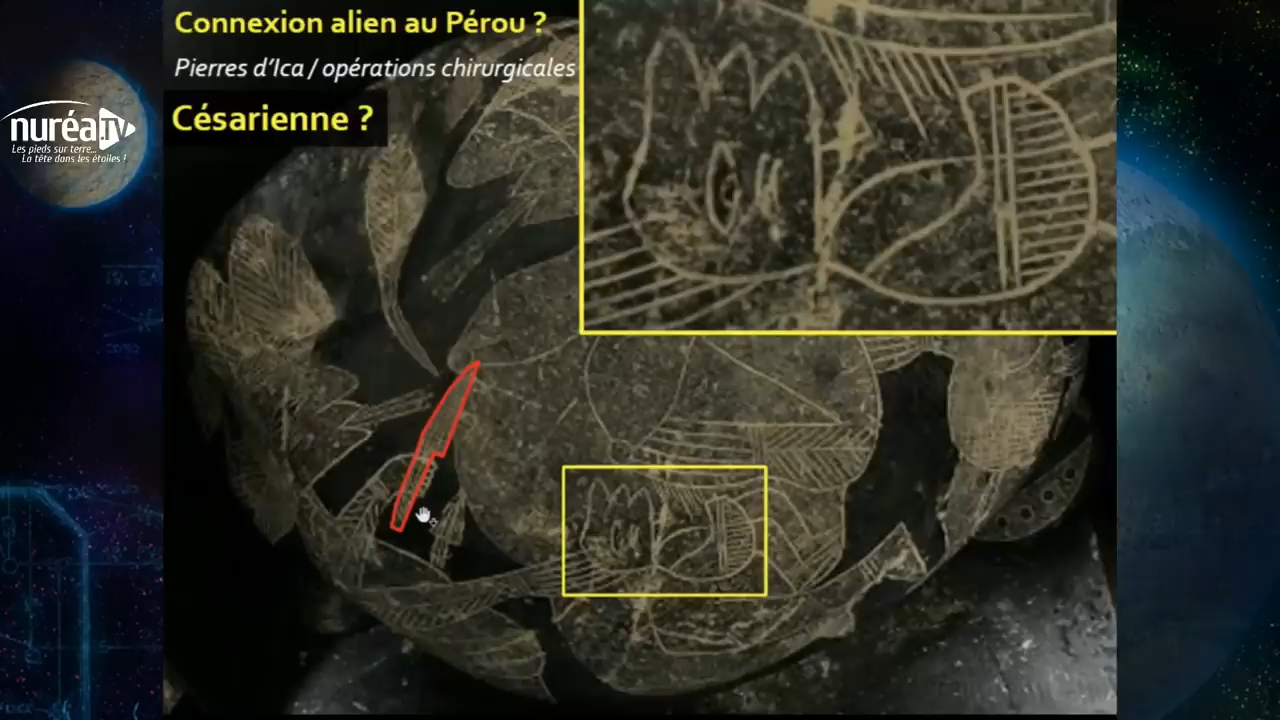 Connexion alien au Pérou ?
Pierres d'Ica / opérations chirurgicales
Césarienne ?
nuréa.tv
Les pieds sur terre...
La tête dans les étoiles !